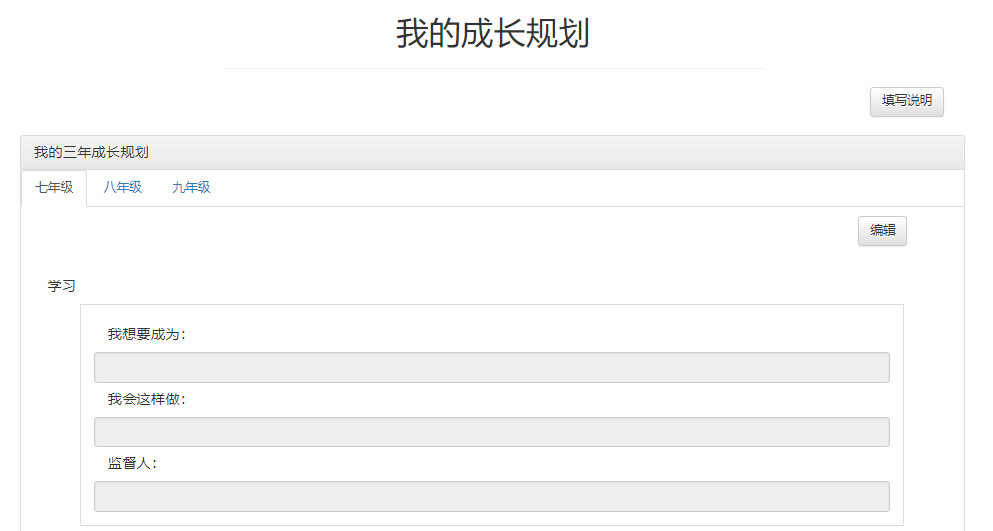 我的成长规划
填写说明
我的三年成长规划
七年级 八年级 九年级
编辑
学习
我想要成为：
我会这样做：
监督人：